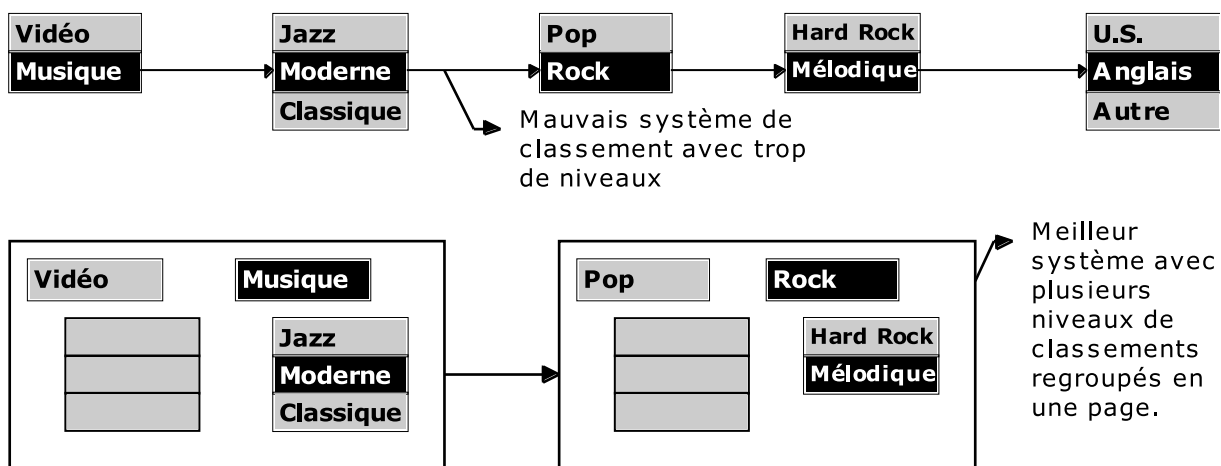 Vidéo
Musique
Jazz
Moderne
Classique
Pop
Rock
Hard Rock
Mélodique
U.S.
Anglais
Autre
Mauvais système de
classement avec trop
de niveaux
Vidéo
Musique
Jazz
Moderne
Classique
Pop
Rock
Hard Rock
Mélodique
Meilleur
système avec
plusieurs
niveaux de
classements
regroupés en
une page.